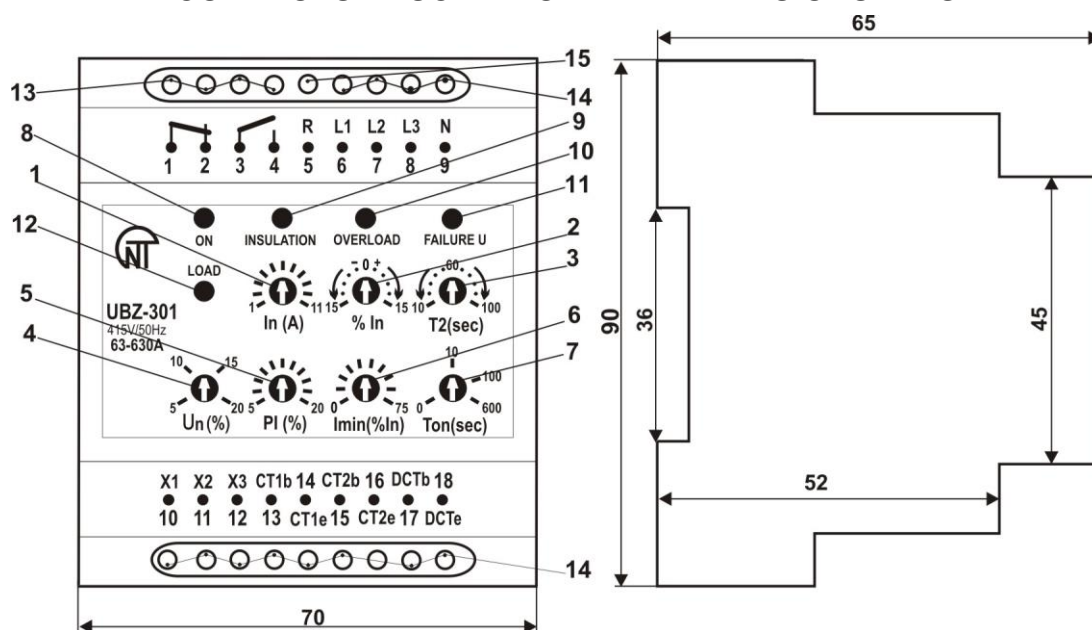 65
13
15
14
R L1 L2 L3 N
1 2 3 4 5 6 7 8 9
8
9
1
10
12
11
ON INSULATION OVERLOAD FAILURE U
2
NT
LOAD
- 0 +
60
3
1 11 15 15 10 100
In (A) % In T2(sec)
5
UBZ-301
415V/50Hz
63-630A
4
6
7
10 15
10
100
5 20 5 20 0 75 0 600
Un (%) PI (%) Imin(%In) Ton(sec)
90
36
45
X1 X2 X3 CT1b 14 CT2b 16 DCTb 18
10 11 12 13 CT1e 15 CT2e 17 DCTe
52
14
70